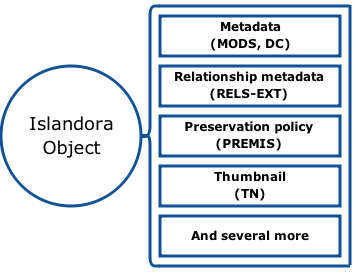 Islandora
Object
Metadata
(MODS, DC)
Relationship metadata
(RELS-EXT)
Preservation policy
(PREMIS)
Thumbnail
(TN)
And several more